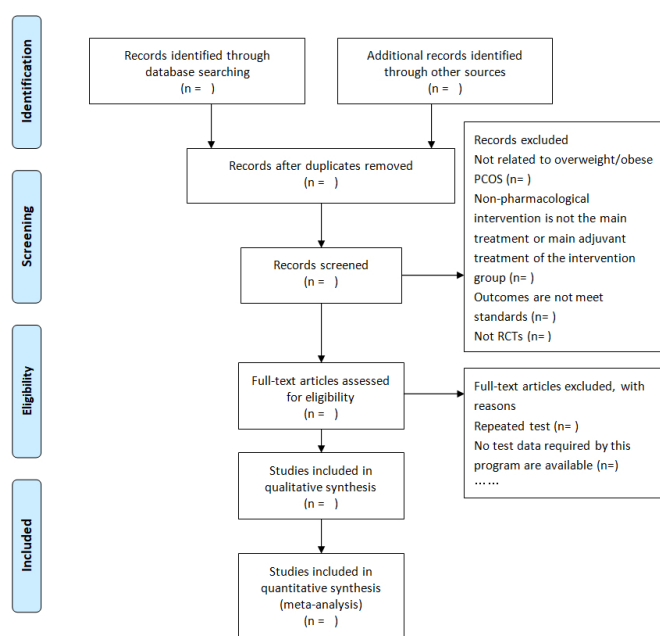 Identification
Records identified through
database searching
(n =   )
Additional records identified
through other sources
(n =   )
Records after duplicates removed
(n =   )
Screening
Records screened
(n =   )
Records excluded
Not related to overweight/obese
PCOS (n= )
Non-pharmacological
intervention is not the main
treatment or main adjuvant
treatment of the intervention
group (n= )
Outcomes are not meet
standards (n= )
Not RCTs (n= )
Eligibility
Full-text articles assessed
for eligibility
(n =   )
Full-text articles excluded, with
reasons
Repeated test (n= )
No test data required by this
program are available (n=)
……
Included
Studies included in
qualitative synthesis
(n =   )
Studies included in
quantitative synthesis
(meta-analysis)
(n =   )